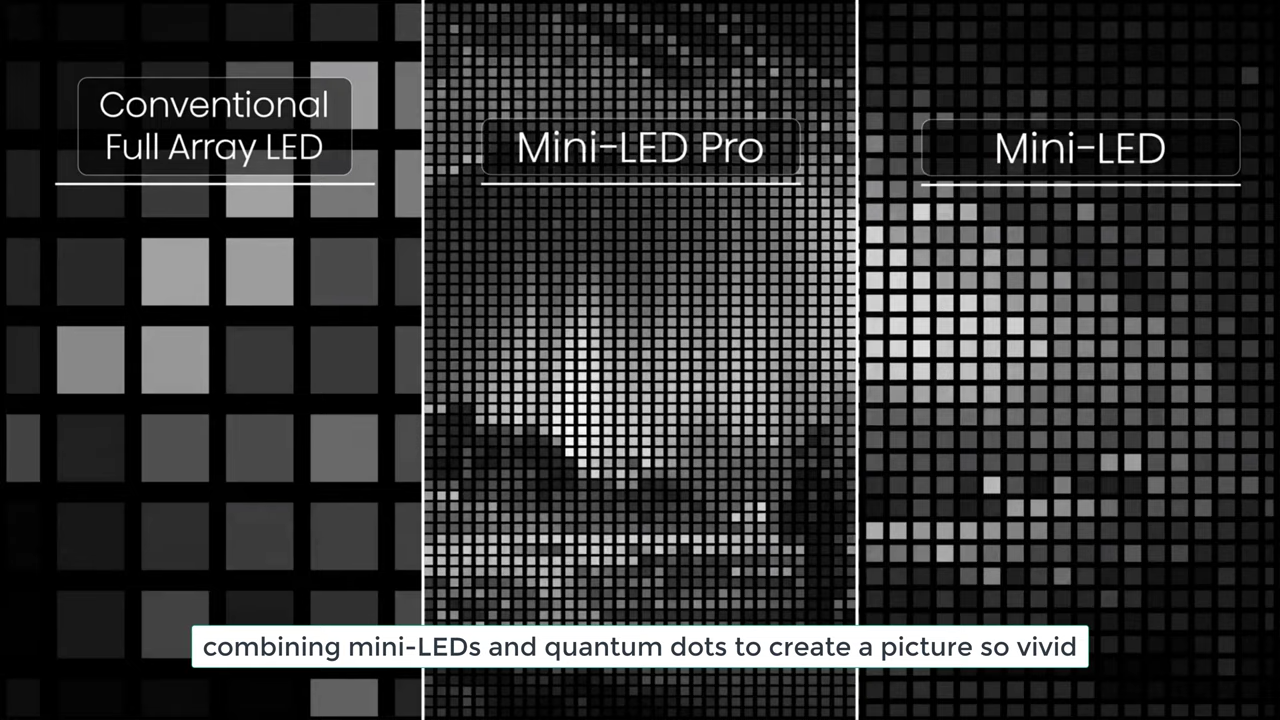 Conventional
Full Array LED
Mini-LED Pro
Mini-LED
combining mini-LEDs and quantum dots to create a picture so vivid